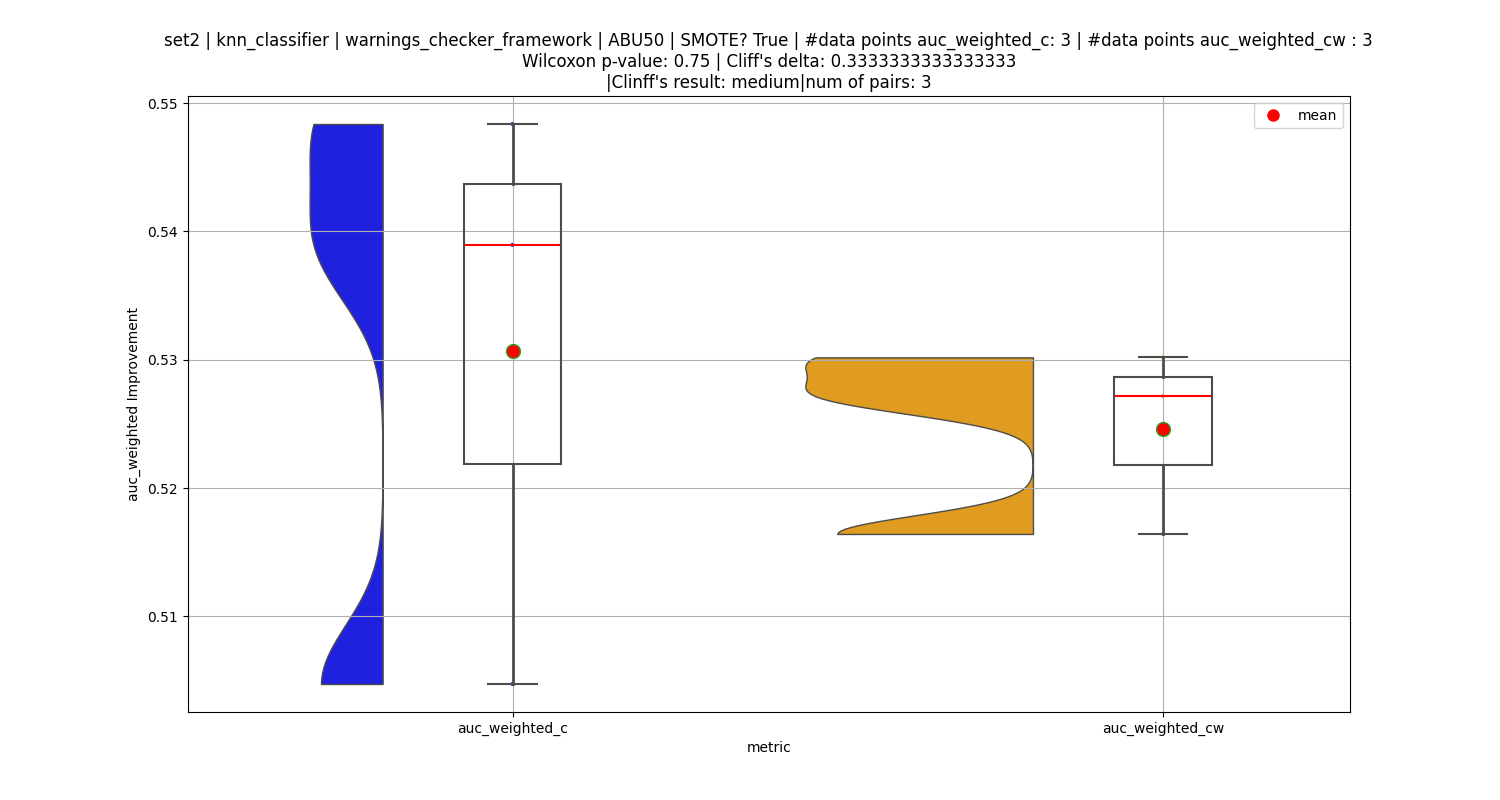 set2 | knn_classifier | warnings_checker_framework | ABU50 | SMOTE? True | #data points auc_weighted_c: 3 | #data points auc_weighted_cw : 3
Wilcoxon p-value: 0.75 | Cliff's delta: 0.3333333333333333
|Clinff's result: medium|num of pairs: 3
mean
0.55
0.54
0.53
0.52
0.51
auc_weighted Improvement
auc_weighted_c
auc_weighted_cw
metric